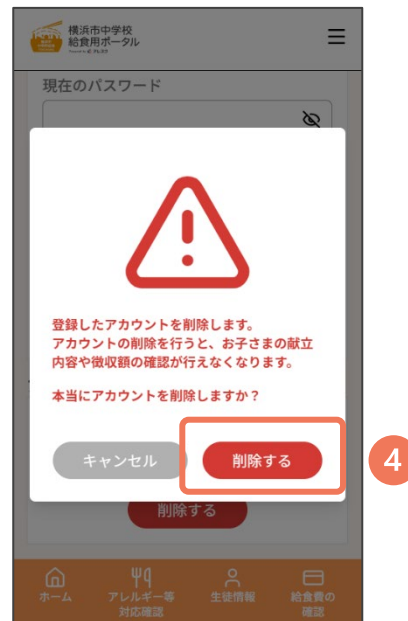 横浜市中学校
給食用ポータル
現在のパスワード
登録したアカウントを削除します。
アカウントの削除を行うと、お子さまの献立
内容や徴収額の確認が行えなくなります。
本当にアカウントを削除しますか？
キャンセル
削除する
4
削除する
ホーム
アレルギー等
対応確認
生徒情報
給食費の
確認